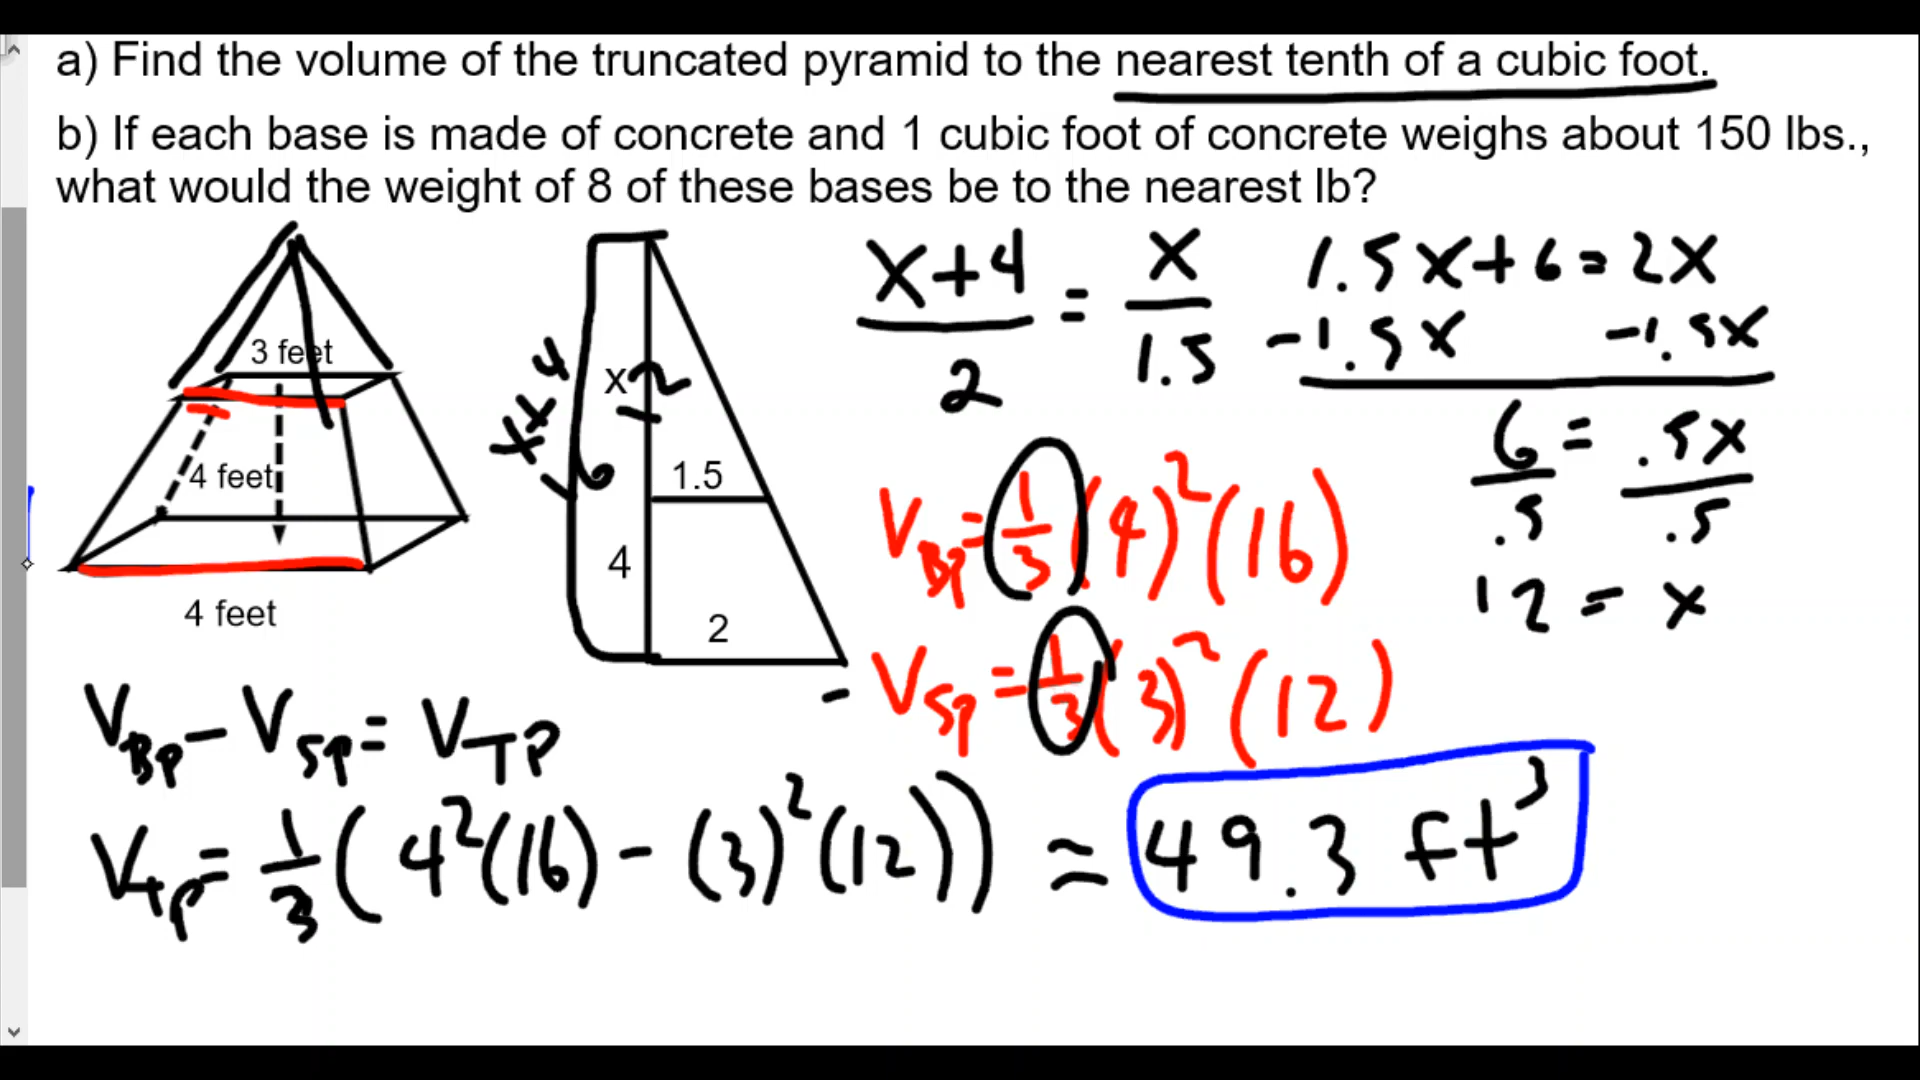 a) Find the volume of the truncated pyramid to the nearest tenth of a cubic foot.
b) If each base is made of concrete and 1 cubic foot of concrete weighs about 150 lbs.,
what would the weight of 8 of these bases be to the nearest lb?
3 feet
4 feet
4 feet
x+4
x
12
16
1.5
4
2
x+4/2 = x/1.5
1.5x+6=2x
-1.5x -1.5x
6/.5 = .5x/.5
12 = x
V_BP = 1/3 (4)²(16)
- V_SP = 1/3 (3)²(12)
V_BP - V_SP = V_TP
V_TP = 1/3 (4²(16) - (3)²(12)) ≈ 49.3 ft³